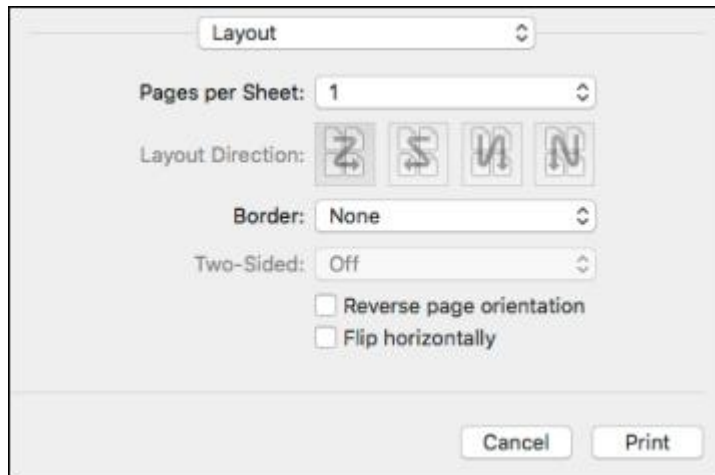 Layout
Pages per Sheet: 1
Layout Direction:
Border: None
Two-Sided: Off
Reverse page orientation
Flip horizontally
Cancel Print